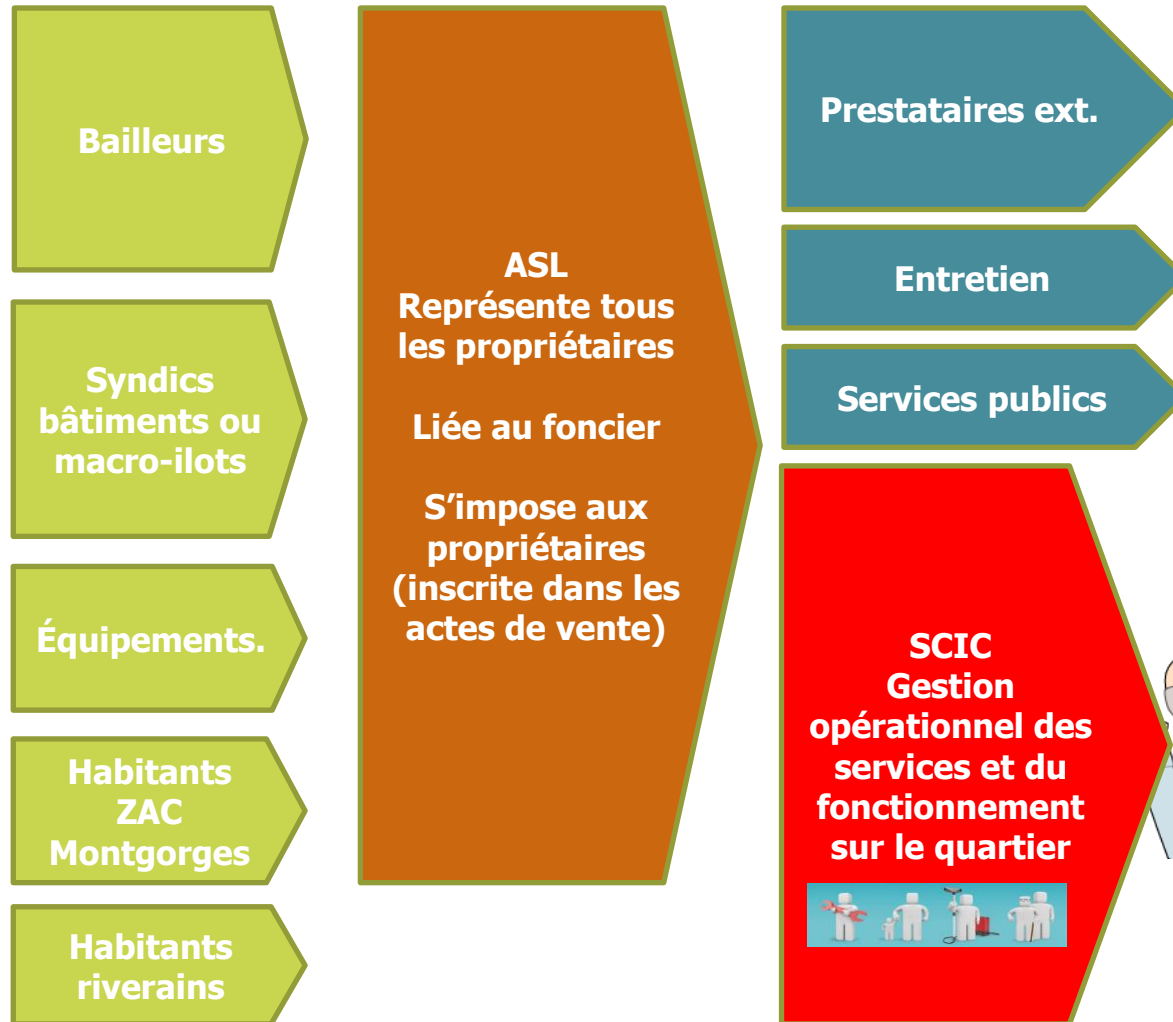 Bailleurs
Syndics
bâtiments ou
macro-ilots
Équipements.
Habitants
ZAC
Montgorges
Habitants
riverains
ASL
Représente tous
les propriétaires
Liée au foncier
S’impose aux
propriétaires
(inscrite dans les
actes de vente)
Prestataires ext.
Entretien
Services publics
SCIC
Gestion
opérationnel des
services et du
fonctionnement
sur le quartier